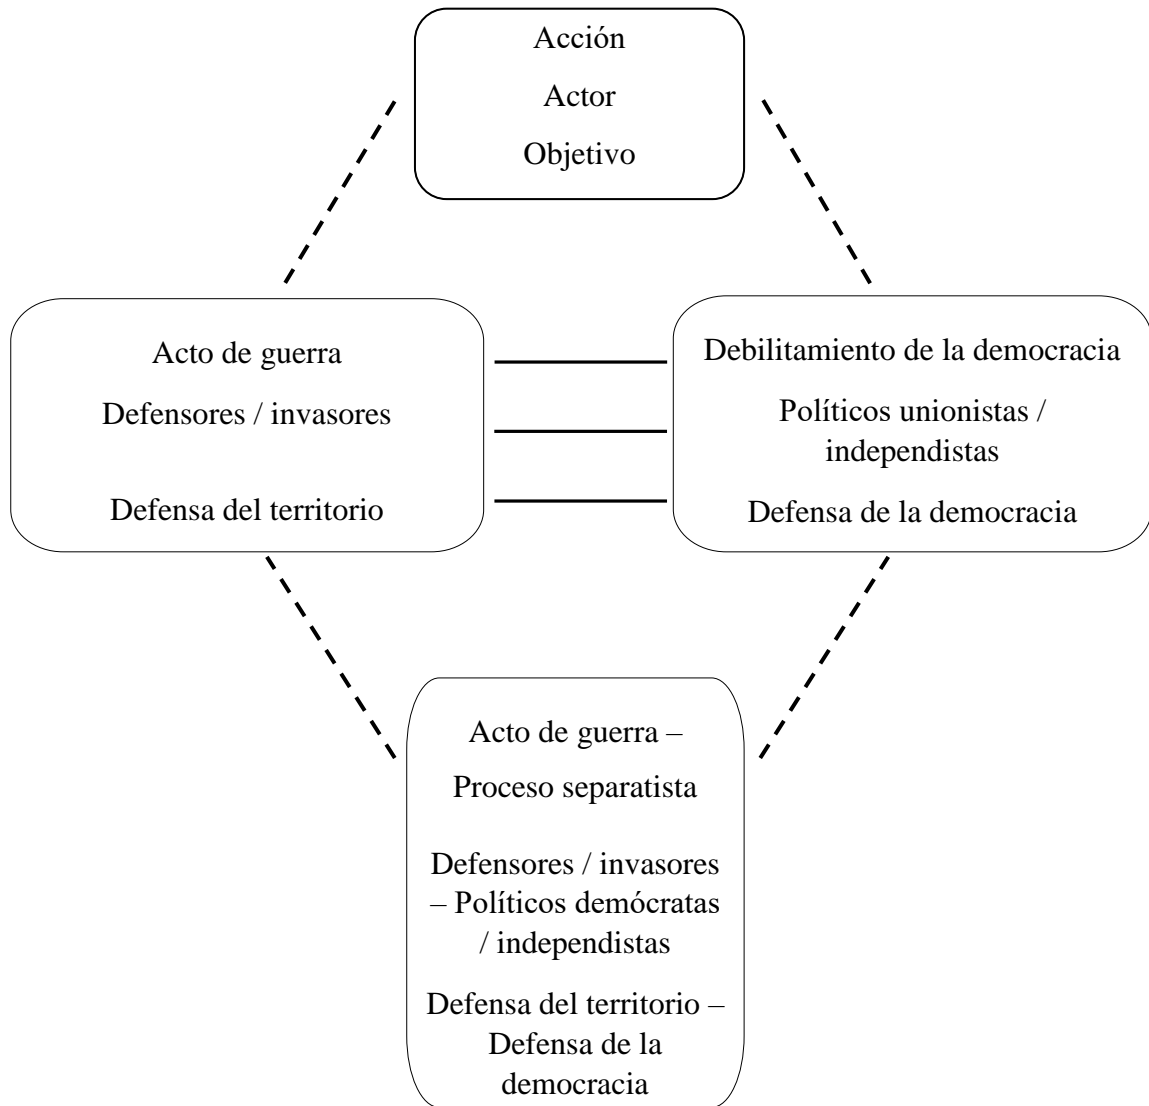 Acción
Actor
Objetivo
Acto de guerra
Defensores / invasores
Defensa del territorio
Debilitamiento de la democracia
Políticos unionistas /
independistas
Defensa de la democracia
Acto de guerra –
Proceso separatista
Defensores / invasores
– Políticos demócratas
/ independistas
Defensa del territorio –
Defensa de la
democracia